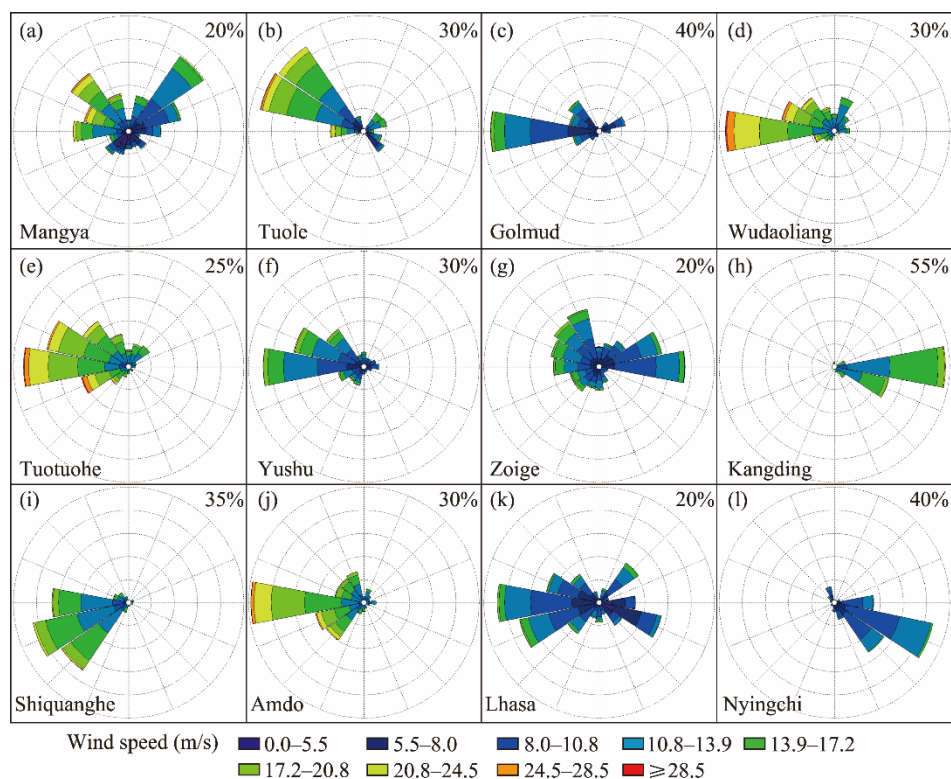 (a) 20% (b) 30% (c) 40% (d) 30%
Mangya Tuole Golmud Wudaoliang
(e) 25% (f) 30% (g) 20% (h) 55%
Tuotuohe Yushu Zoige Kangding
(i) 35% (j) 30% (k) 20% (l) 40%
Shiquanghe Amdo Lhasa Nyingchi
Wind speed (m/s) 0.0–5.5 5.5–8.0 8.0–10.8 10.8–13.9 13.9–17.2
17.2–20.8 20.8–24.5 24.5–28.5 ⩾28.5